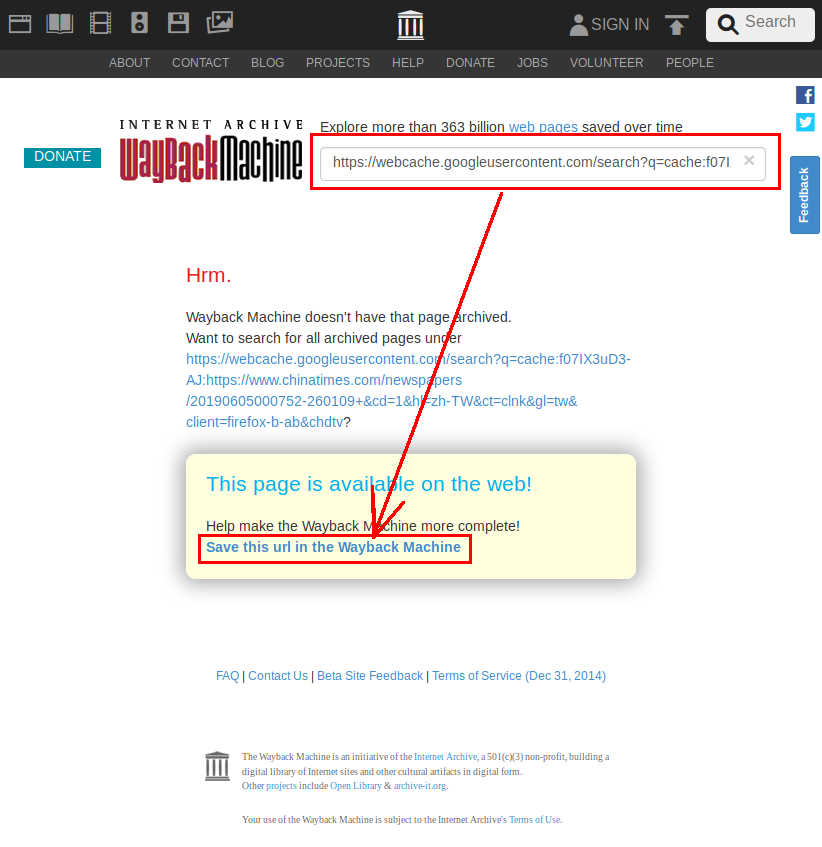 SIGN IN
Search
ABOUT CONTACT BLOG PROJECTS HELP DONATE JOBS VOLUNTEER PEOPLE
DONATE
INTERNET ARCHIVE
WayBackMachine
Explore more than 363 billion web pages saved over time
https://webcache.googleusercontent.com/search?q=cache:f07I
Feedback
Hrm.
Wayback Machine doesn't have that page archived.
Want to search for all archived pages under
https://webcache.googleusercontent.com/search?q=cache:f07IX3uD3-
AJ:https://www.chinatimes.com/newspapers
/20190605000752-260109+&cd=1&hl=zh-TW&ct=clnk&gl=tw&
client=firefox-b-ab&chdtv?
This page is available on the web!
Help make the Wayback Machine more complete!
Save this url in the Wayback Machine
FAQ | Contact Us | Beta Site Feedback | Terms of Service (Dec 31, 2014)
The Wayback Machine is an initiative of the Internet Archive, a 501(c)(3) non-profit, building a
digital library of Internet sites and other cultural artifacts in digital form.
Other projects include Open Library & archive-it.org.
Your use of the Wayback Machine is subject to the Internet Archive's Terms of Use.